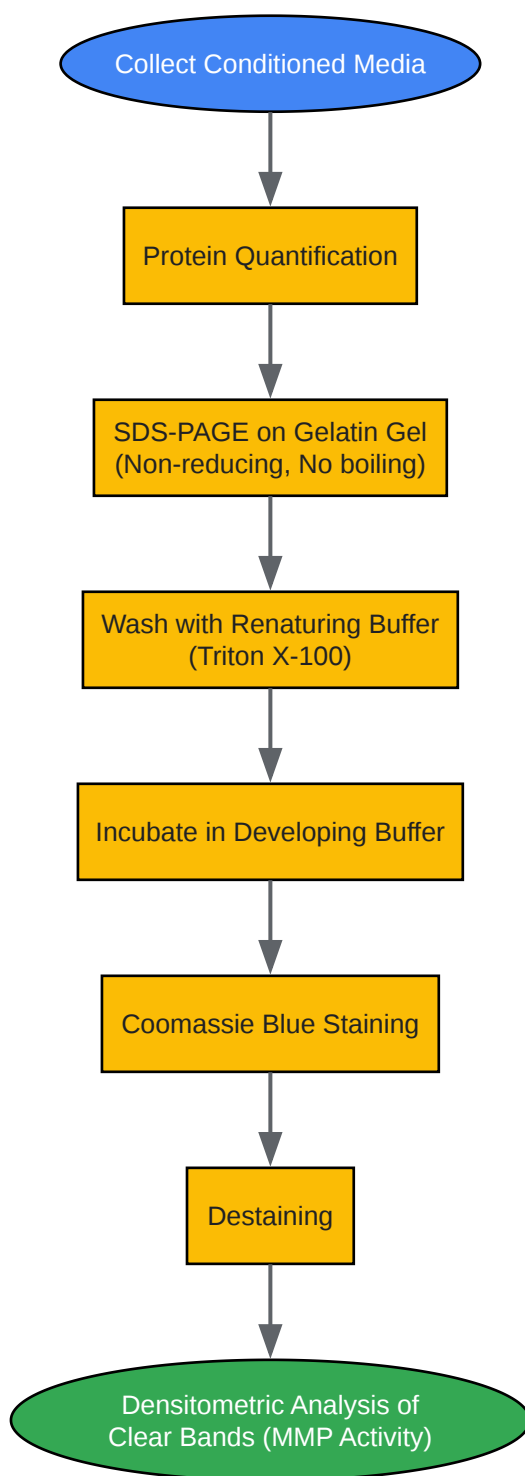 Collect Conditioned Media
Protein Quantification
SDS-PAGE on Gelatin Gel
(Non-reducing, No boiling)
Wash with Renaturing Buffer
(Triton X-100)
Incubate in Developing Buffer
Coomassie Blue Staining
Destaining
Densitometric Analysis of
Clear Bands (MMP Activity)